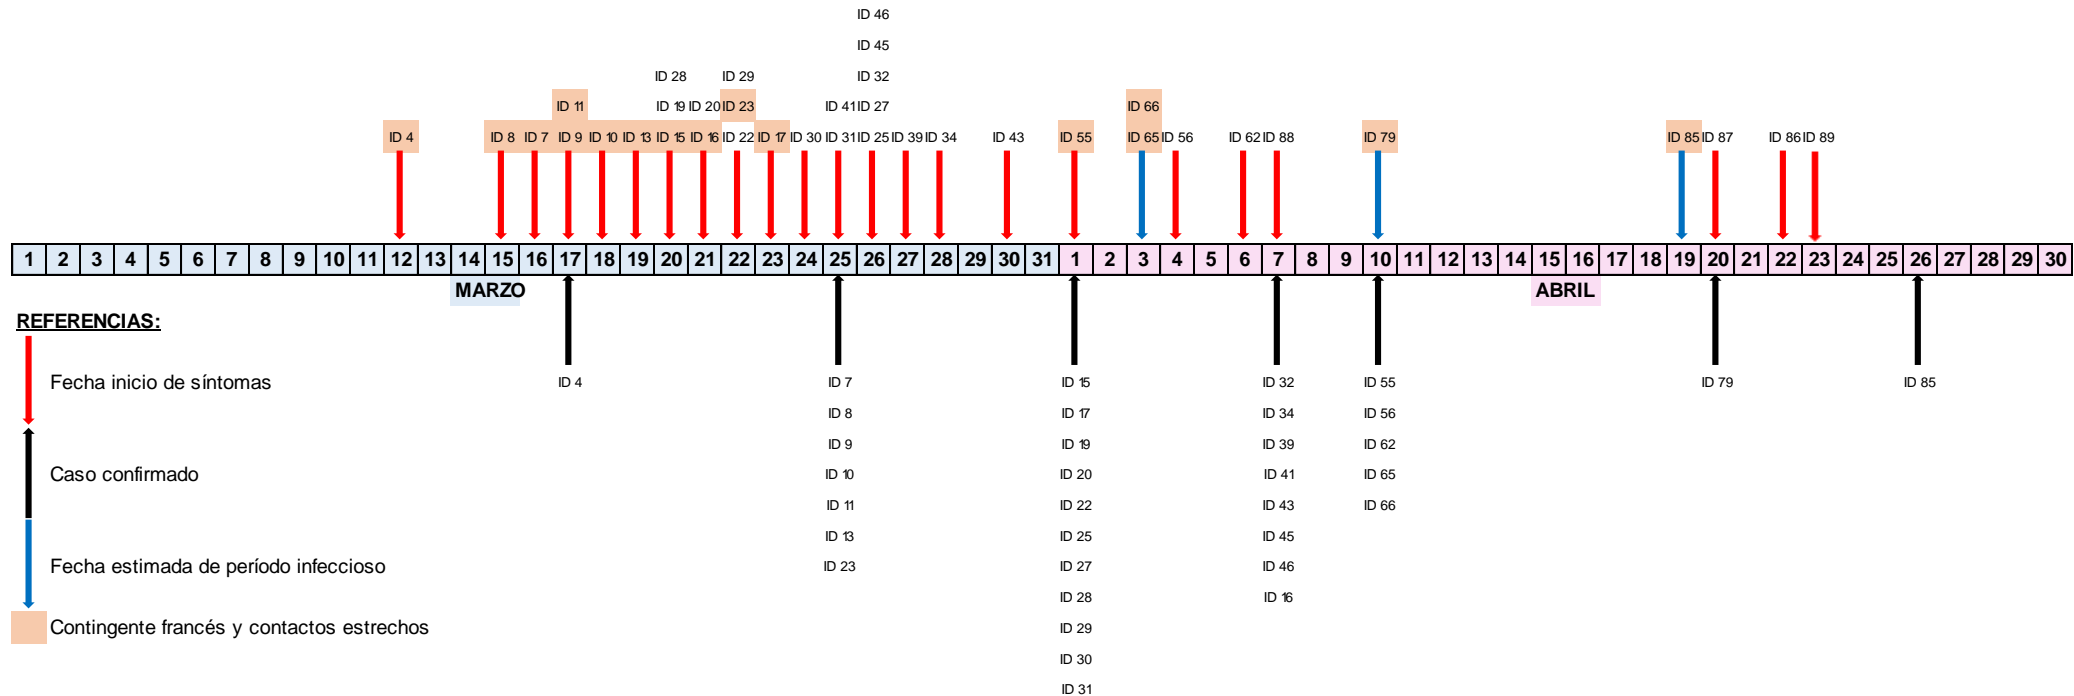 ID 46
ID 45
ID 28 ID 29 ID 32
ID 11 ID 19 ID 20 ID 23 ID 41 ID 27 ID 66
ID 4 ID 8 ID 7 ID 9 ID 10 ID 13 ID 15 ID 16 ID 22 ID 17 ID 30 ID 31 ID 25 ID 39 ID 34 ID 43 ID 55 ID 65 ID 56 ID 62 ID 88 ID 79 ID 85 ID 87 ID 86 ID 89
1 2 3 4 5 6 7 8 9 10 11 12 13 14 15 16 17 18 19 20 21 22 23 24 25 26 27 28 29 30 31 1 2 3 4 5 6 7 8 9 10 11 12 13 14 15 16 17 18 19 20 21 22 23 24 25 26 27 28 29 30
MARZO ABRIL
REFERENCIAS:
Fecha inicio de síntomas ID 4 ID 7 ID 15 ID 32 ID 55 ID 79 ID 85
ID 8 ID 17 ID 34 ID 56
ID 9 ID 19 ID 39 ID 62
Caso confirmado ID 10 ID 20 ID 41 ID 65
ID 11 ID 22 ID 43 ID 66
ID 13 ID 25 ID 45
Fecha estimada de período infeccioso ID 23 ID 27 ID 46
ID 28 ID 16
Contingente francés y contactos estrechos ID 29
ID 30
ID 31